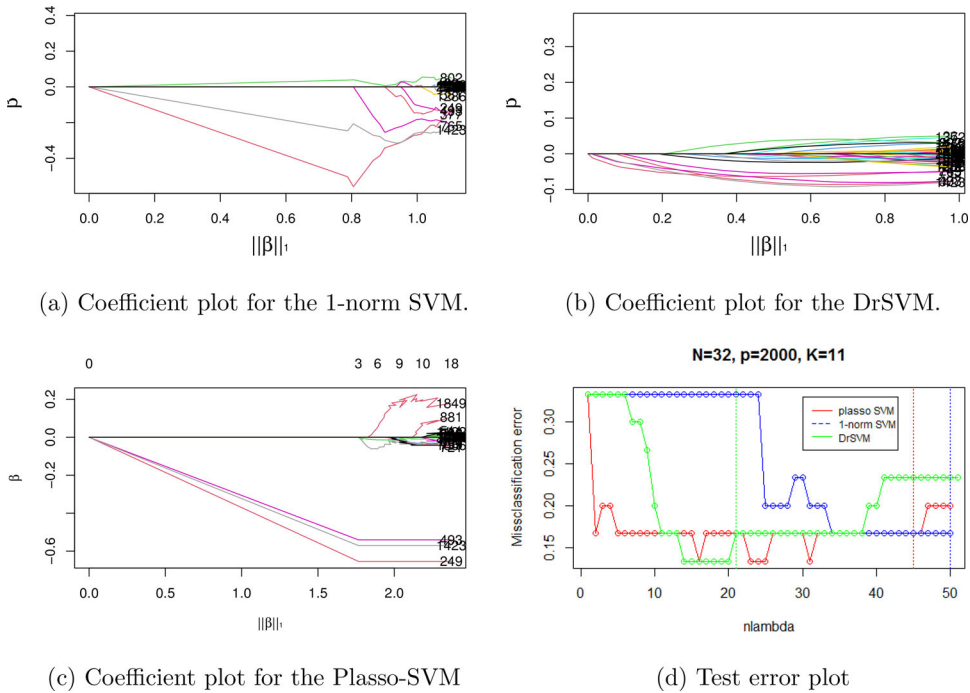 0.4
0.2
0.0
−0.4
β
802
1286
249
493
377
765
1423
0.0 0.2 0.4 0.6 0.8 1.0
||β||₁
(a) Coefficient plot for the 1-norm SVM.
0.3
0.2
0.1
0.0
−0.1
β
0.0 0.2 0.4 0.6 0.8 1.0
||β||₁
(b) Coefficient plot for the DrSVM.
0 3 6 9 10 18
0.2
0.0
−0.2
−0.6
β
1849
881
493
1423
249
0.0 0.5 1.0 1.5 2.0
||β||₁
(c) Coefficient plot for the Plasso-SVM
N=32, p=2000, K=11
Missclassification error
0.30
0.25
0.20
0.15
plasso SVM
1-norm SVM
DrSVM
0 10 20 30 40 50
nlambda
(d) Test error plot